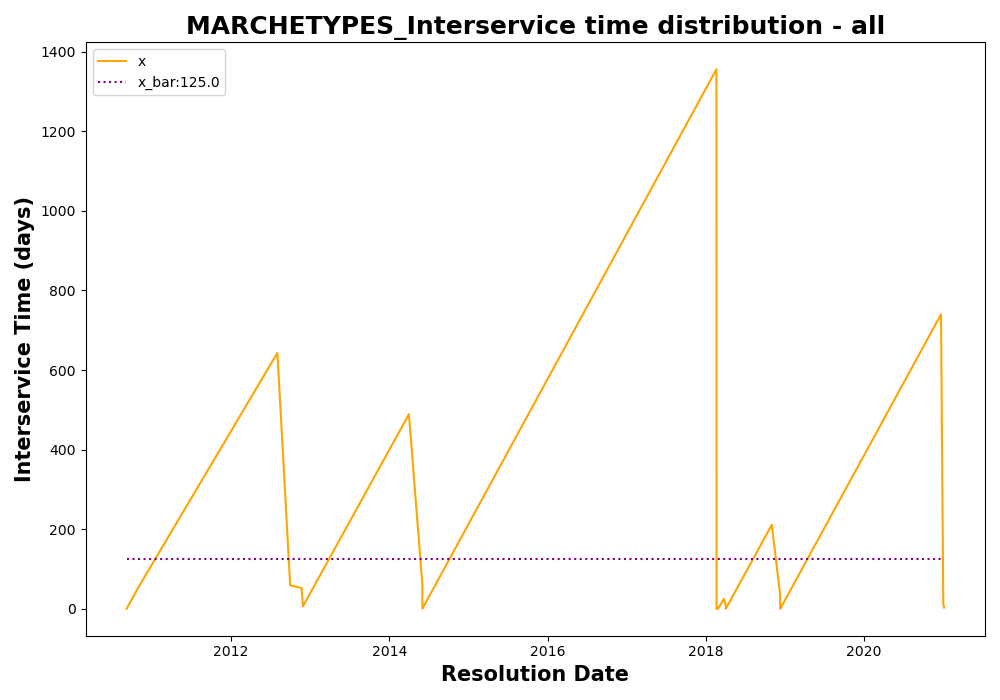 MARCHETYPES_Interservice time distribution - all
x
x_bar:125.0
Interservice Time (days)
1400
1200
1000
800
600
400
200
0
2012
2014
2016
2018
2020
Resolution Date